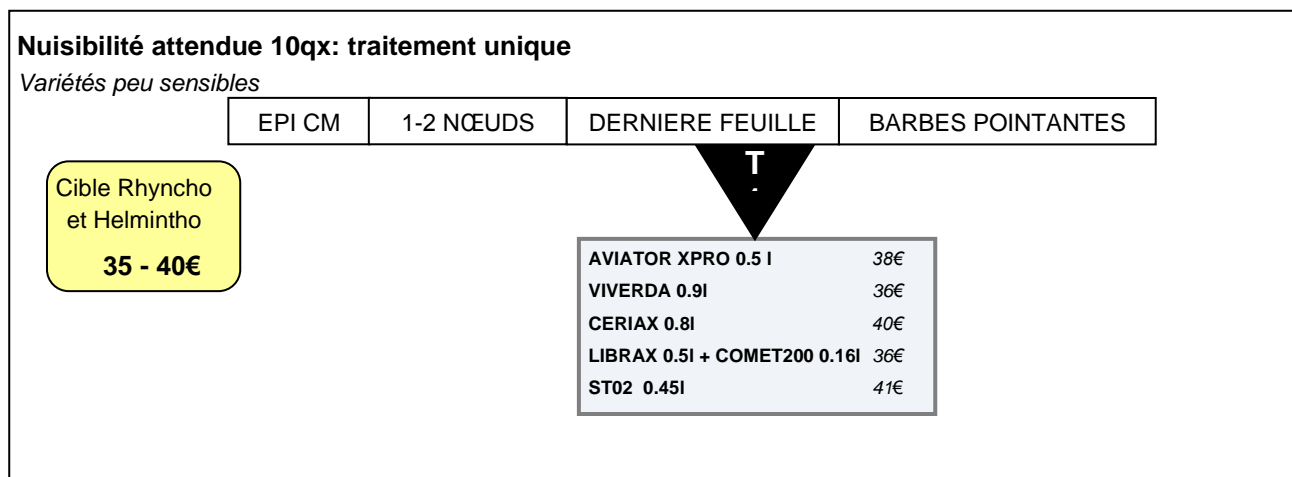 Nuisibilité attendue 10qx: traitement unique
Variétés peu sensibles
EPI CM 1-2 NŒUDS DERNIERE FEUILLE BARBES POINTANTES
T
Cible Rhyncho
et Helmintho
35 - 40€
AVIATOR XPRO 0.5 l 38€
VIVERDA 0.9l 36€
CERIAX 0.8l 40€
LIBRAX 0.5l + COMET200 0.16l 36€
ST02 0.45l 41€